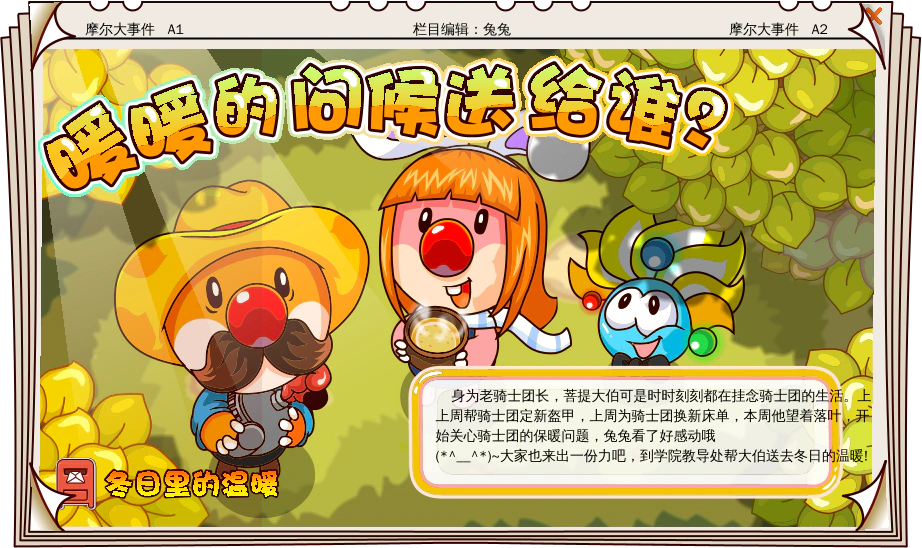 摩尔大事件 A1
栏目编辑：兔兔
摩尔大事件 A2
暖暖的问候送给谁?
身为老骑士团长，菩提大伯可是时时刻刻都在挂念骑士团的生活。上
上周帮骑士团定新盔甲，上周为骑士团换新床单，本周他望着落叶，开
始关心骑士团的保暖问题，兔兔看了好感动哦
(*^__^*)~大家也来出一份力吧，到学院教导处帮大伯送去冬日的温暖!
冬日里的温暖